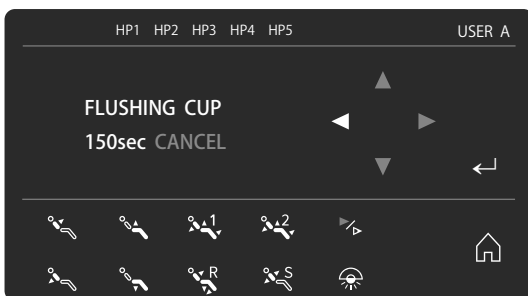 HP1 HP2 HP3 HP4 HP5 USER A
FLUSHING CUP
150sec CANCEL
1 2
R S